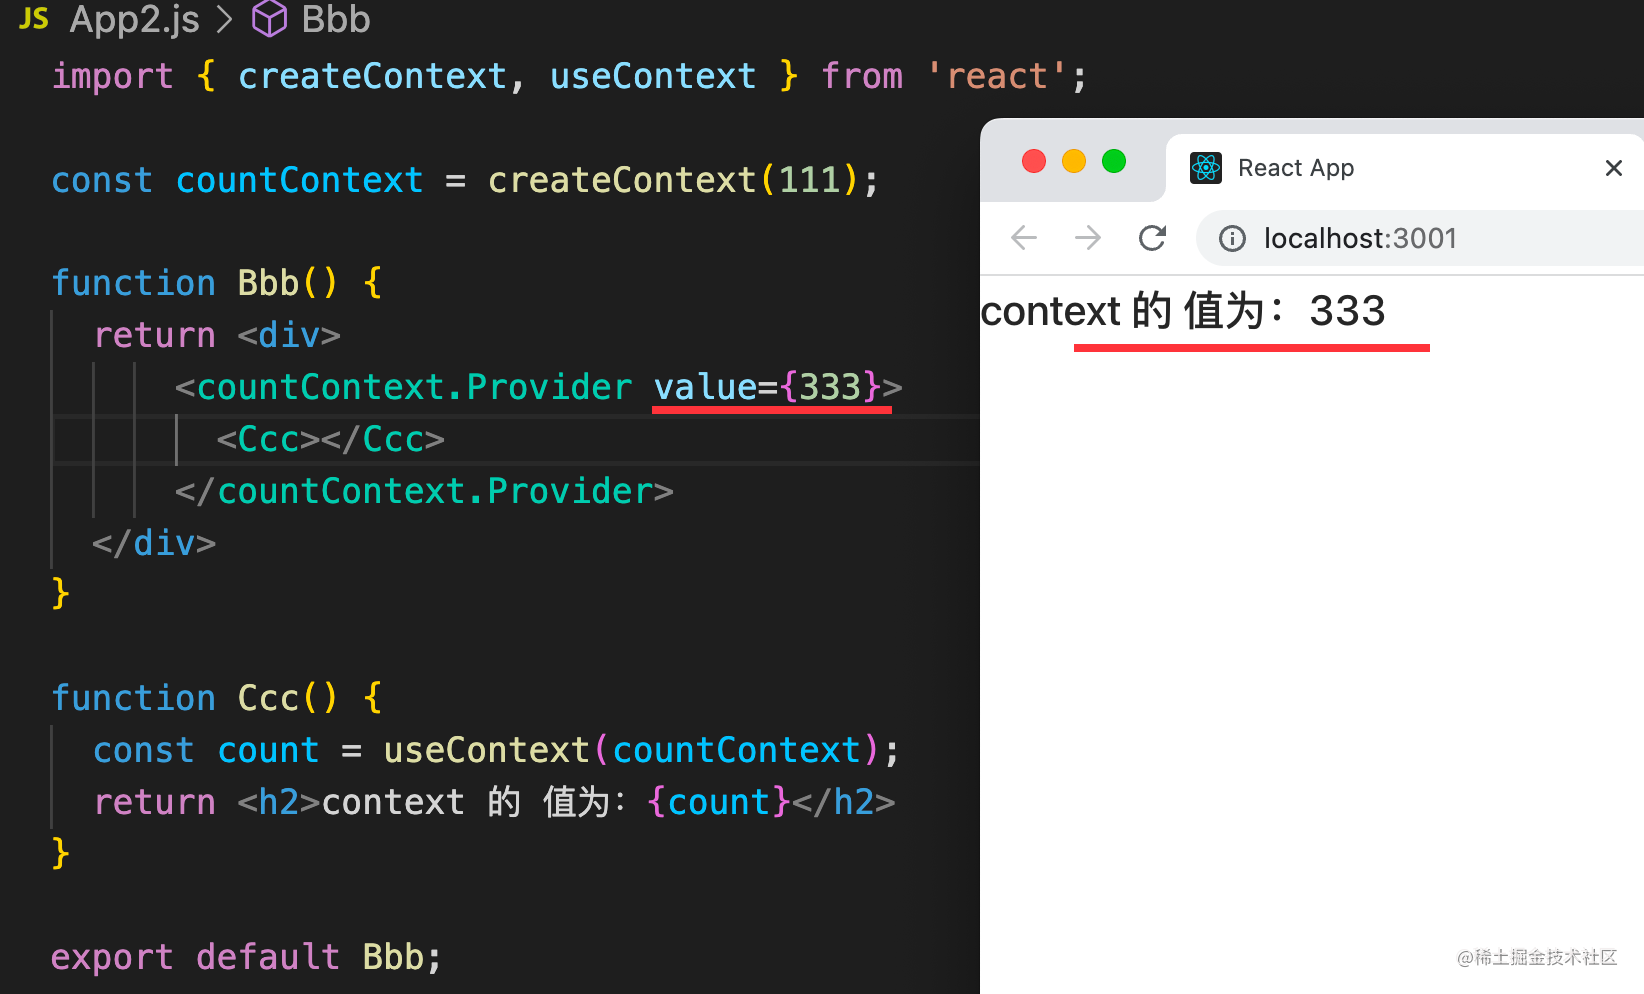 JS App2.js > Bbb
import { createContext, useContext } from 'react';
const countContext = createContext(111);
function Bbb() {
return <div>
<countContext.Provider value={333}>
<Ccc></Ccc>
</countContext.Provider>
</div>
}
function Ccc() {
const count = useContext(countContext);
return <h2>context 的 值为：{count}</h2>
}
export default Bbb;
React App
localhost:3001
context 的 值为：333
@稀土掘金技术社区